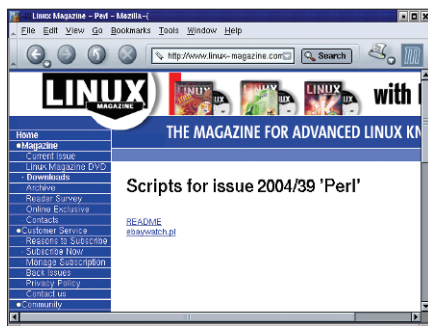 Linux Magazine - Perl - Mozilla-(
File Edit View Go Bookmarks Tools Window Help
http://www.linux-magazine.com
Search
LINUX
MAGAZINE
LINUX
LINUX
LINUX
with
THE MAGAZINE FOR ADVANCED LINUX KN
Home
Magazine
Current Issue
Linux Magazine DVD
- Downloads
Archive
Reader Survey
Online Exclusive
Contacts
Customer Service
Reasons to Subscribe
- Subscribe Now
Manage Subscription
Back Issues
Privacy Policy
Contact us
Community
Scripts for issue 2004/39 'Perl'
README
ebaywatch.pl